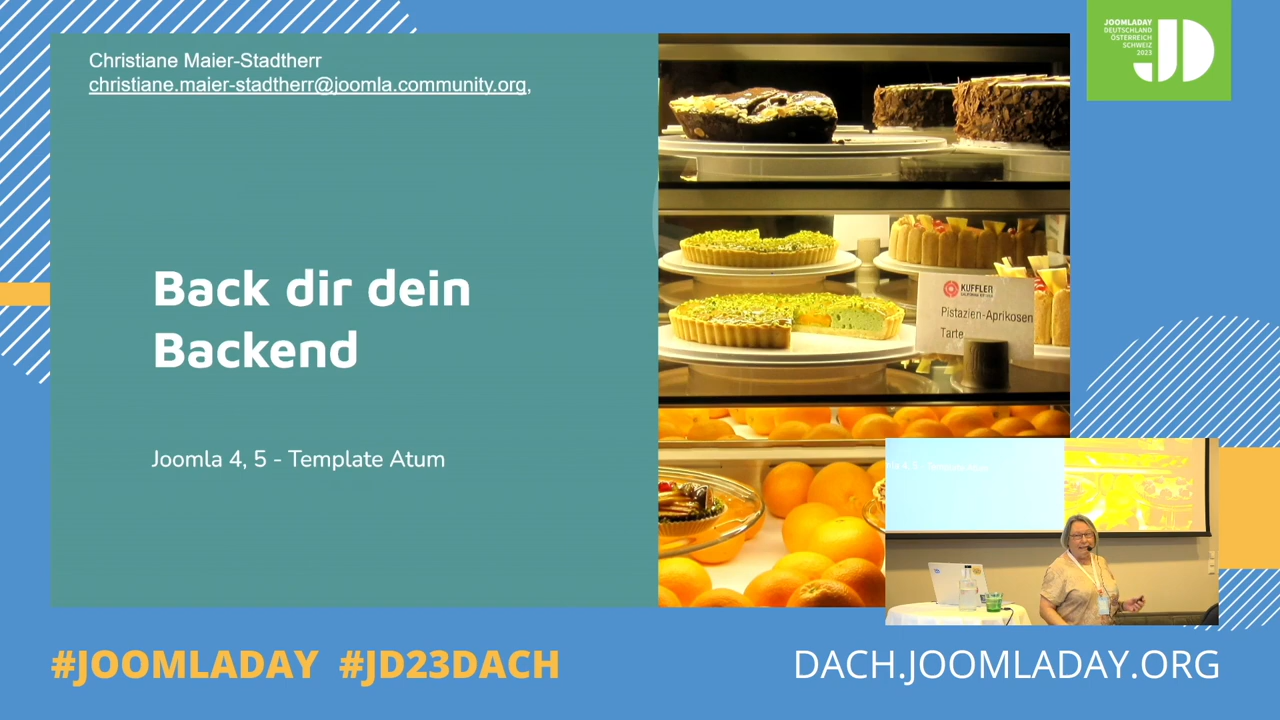 Christiane Maier-Stadtherr
christiane.maier-stadtherr@joomla.community.org,
Back dir dein
Backend
Joomla 4, 5 - Template Atum
JOOMLADAY
DEUTSCHLAND
ÖSTERREICH
SCHWEIZ
2023
JD
KUFFLER
Pistazien-Aprikosen
Tarte
#JOOMLADAY #JD23DACH
DACH.JOOMLADAY.ORG